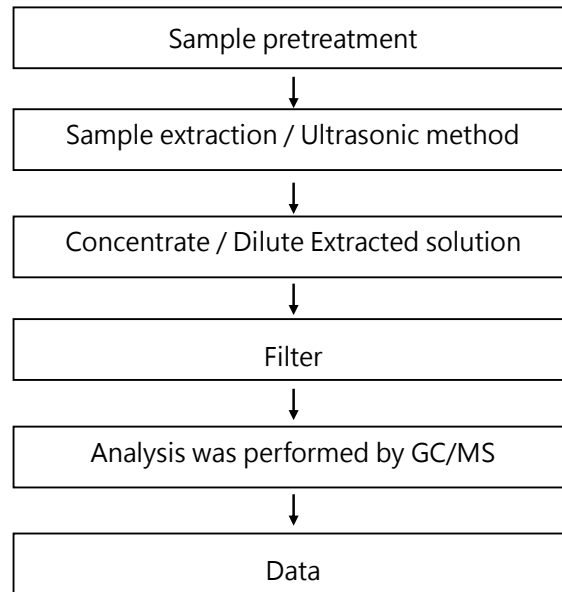 Sample pretreatment
Sample extraction / Ultrasonic method
Concentrate / Dilute Extracted solution
Filter
Analysis was performed by GC/MS
Data